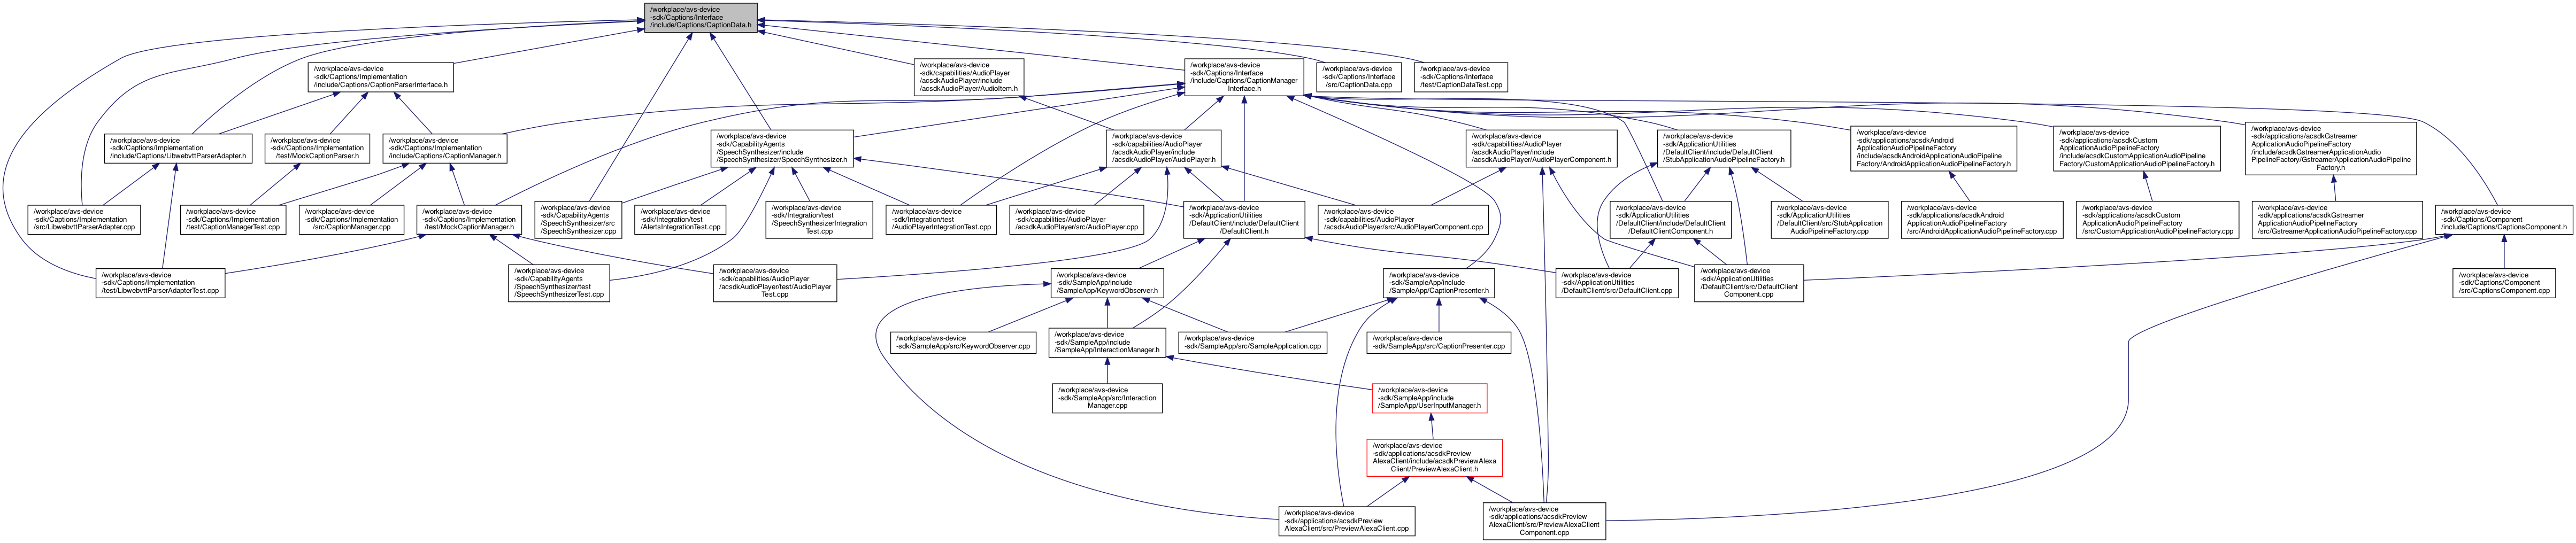 /workplace/avs-device
-sdk/Captions/Interface
/include/Captions/CaptionData.h
/workplace/avs-device
-sdk/Captions/Implementation
/include/Captions/CaptionParserInterface.h
/workplace/avs-device
-sdk/capabilities/AudioPlayer
/acsdkAudioPlayer/include
/acsdkAudioPlayer/AudioItem.h
/workplace/avs-device
-sdk/Captions/Interface
/include/Captions/CaptionManager
Interface.h
/workplace/avs-device
-sdk/Captions/Interface
/src/CaptionData.cpp
/workplace/avs-device
-sdk/Captions/Interface
/test/CaptionDataTest.cpp
/workplace/avs-device
-sdk/Captions/Implementation
/include/Captions/LibwebvttParserAdapter.h
/workplace/avs-device
-sdk/Captions/Implementation
/test/MockCaptionParser.h
/workplace/avs-device
-sdk/Captions/Implementation
/include/Captions/CaptionManager.h
/workplace/avs-device
-sdk/CapabilityAgents
/SpeechSynthesizer/include
/SpeechSynthesizer/SpeechSynthesizer.h
/workplace/avs-device
-sdk/capabilities/AudioPlayer
/acsdkAudioPlayer/include
/acsdkAudioPlayer/AudioPlayer.h
/workplace/avs-device
-sdk/capabilities/AudioPlayer
/acsdkAudioPlayer/include
/acsdkAudioPlayer/AudioPlayerComponent.h
/workplace/avs-device
-sdk/ApplicationUtilities
/DefaultClient/include/DefaultClient
/StubApplicationAudioPipelineFactory.h
/workplace/avs-device
-sdk/applications/acsdkAndroid
ApplicationAudioPipelineFactory
/include/acsdkAndroidApplicationAudioPipeline
Factory/AndroidApplicationAudioPipelineFactory.h
/workplace/avs-device
-sdk/applications/acsdkCustom
ApplicationAudioPipelineFactory
/include/acsdkCustomApplicationAudioPipeline
Factory/CustomApplicationAudioPipelineFactory.h
/workplace/avs-device
-sdk/applications/acsdkGstreamer
ApplicationAudioPipelineFactory
/include/acsdkGstreamerApplicationAudio
PipelineFactory/GstreamerApplicationAudioPipeline
Factory.h
/workplace/avs-device
-sdk/Captions/Implementation
/src/LibwebvttParserAdapter.cpp
/workplace/avs-device
-sdk/Captions/Implementation
/test/CaptionManagerTest.cpp
/workplace/avs-device
-sdk/Captions/Implementation
/src/CaptionManager.cpp
/workplace/avs-device
-sdk/Captions/Implementation
/test/MockCaptionManager.h
/workplace/avs-device
-sdk/CapabilityAgents
/SpeechSynthesizer/src
/SpeechSynthesizer.cpp
/workplace/avs-device
-sdk/Integration/test
/AlertsIntegrationTest.cpp
/workplace/avs-device
-sdk/Integration/test
/SpeechSynthesizerIntegration
Test.cpp
/workplace/avs-device
-sdk/Integration/test
/AudioPlayerIntegrationTest.cpp
/workplace/avs-device
-sdk/capabilities/AudioPlayer
/acsdkAudioPlayer/src/AudioPlayer.cpp
/workplace/avs-device
-sdk/ApplicationUtilities
/DefaultClient/include/DefaultClient
/DefaultClient.h
/workplace/avs-device
-sdk/capabilities/AudioPlayer
/acsdkAudioPlayer/src/AudioPlayerComponent.cpp
/workplace/avs-device
-sdk/ApplicationUtilities
/DefaultClient/include/DefaultClient
/DefaultClientComponent.h
/workplace/avs-device
-sdk/ApplicationUtilities
/DefaultClient/src/StubApplication
AudioPipelineFactory.cpp
/workplace/avs-device
-sdk/applications/acsdkAndroid
ApplicationAudioPipelineFactory
/src/AndroidApplicationAudioPipelineFactory.cpp
/workplace/avs-device
-sdk/applications/acsdkCustom
ApplicationAudioPipelineFactory
/src/CustomApplicationAudioPipelineFactory.cpp
/workplace/avs-device
-sdk/applications/acsdkGstreamer
ApplicationAudioPipelineFactory
/src/GstreamerApplicationAudioPipelineFactory.cpp
/workplace/avs-device
-sdk/Captions/Component
/include/Captions/CaptionsComponent.h
/workplace/avs-device
-sdk/Captions/Implementation
/test/LibwebvttParserAdapterTest.cpp
/workplace/avs-device
-sdk/CapabilityAgents
/SpeechSynthesizer/test
/SpeechSynthesizerTest.cpp
/workplace/avs-device
-sdk/capabilities/AudioPlayer
/acsdkAudioPlayer/test/AudioPlayer
Test.cpp
/workplace/avs-device
-sdk/SampleApp/include
/SampleApp/KeywordObserver.h
/workplace/avs-device
-sdk/SampleApp/include
/SampleApp/CaptionPresenter.h
/workplace/avs-device
-sdk/ApplicationUtilities
/DefaultClient/src/DefaultClient.cpp
/workplace/avs-device
-sdk/ApplicationUtilities
/DefaultClient/src/DefaultClient
Component.cpp
/workplace/avs-device
-sdk/Captions/Component
/src/CaptionsComponent.cpp
/workplace/avs-device
-sdk/SampleApp/src/KeywordObserver.cpp
/workplace/avs-device
-sdk/SampleApp/include
/SampleApp/InteractionManager.h
/workplace/avs-device
-sdk/SampleApp/src/SampleApplication.cpp
/workplace/avs-device
-sdk/SampleApp/src/CaptionPresenter.cpp
/workplace/avs-device
-sdk/SampleApp/src/Interaction
Manager.cpp
/workplace/avs-device
-sdk/SampleApp/include
/SampleApp/UserInputManager.h
/workplace/avs-device
-sdk/applications/acsdkPreview
AlexaClient/include/acsdkPreviewAlexa
Client/PreviewAlexaClient.h
/workplace/avs-device
-sdk/applications/acsdkPreview
AlexaClient/src/PreviewAlexaClient.cpp
/workplace/avs-device
-sdk/applications/acsdkPreview
AlexaClient/src/PreviewAlexaClient
Component.cpp